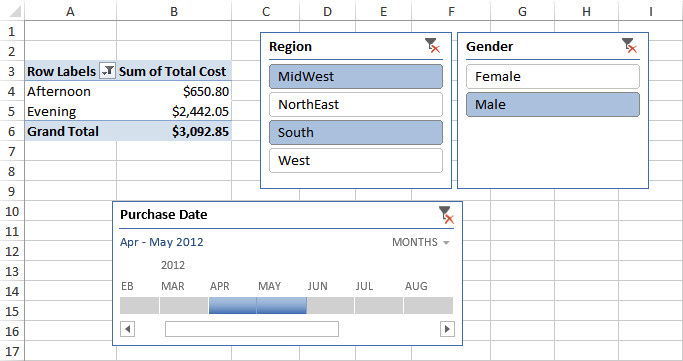 A B C D E F G H I
1
2
3 Row Labels Sum of Total Cost
4 Afternoon $650.80
5 Evening $2,442.05
6 Grand Total $3,092.85
7
8
9
10
11
12
13
14
15
16
17
Region
MidWest
NorthEast
South
West
Gender
Female
Male
Purchase Date
Apr - May 2012 MONTHS
2012
EB MAR APR MAY JUN JUL AUG